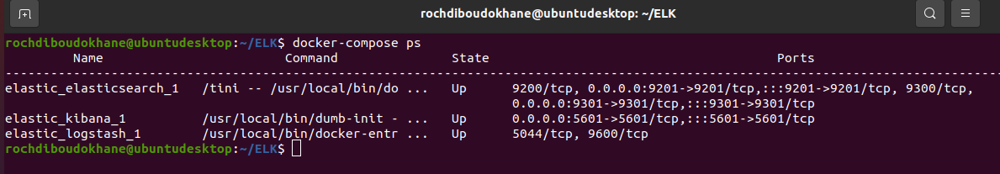 rochdiboudokhane@ubuntudesktop: ~/ELK
rochdiboudokhane@ubuntudesktop:~/ELK$ docker-compose ps
Name Command State Ports
--------------------------------------------------------------------------------------------------------------------------------------------
elastic_elasticsearch_1 /tini -- /usr/local/bin/do ... Up 9200/tcp, 0.0.0.0:9201->9201/tcp,:::9201->9201/tcp, 9300/tcp,
0.0.0.0:9301->9301/tcp,:::9301->9301/tcp
elastic_kibana_1 /usr/local/bin/dumb-init - ... Up 0.0.0.0:5601->5601/tcp,:::5601->5601/tcp
elastic_logstash_1 /usr/local/bin/docker-entr ... Up 5044/tcp, 9600/tcp
rochdiboudokhane@ubuntudesktop:~/ELK$